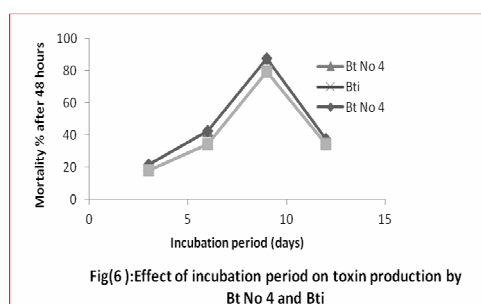 100
80
60
40
20
0
0 5 10 15
Mortality % after 48 hours
Incubation period (days)
Bt No 4
Bti
Bt No 4
Fig(6 ):Effect of incubation period on toxin production by
Bt No 4 and Bti